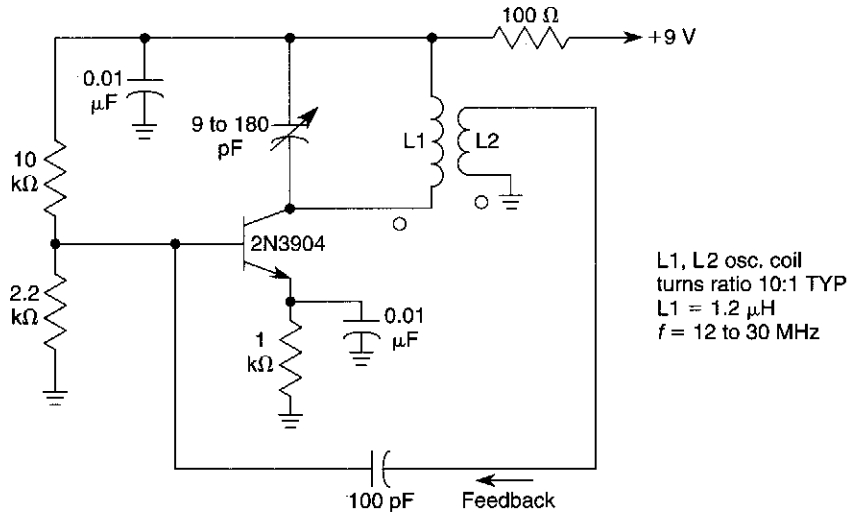 100 Ω
+9 V
0.01
μF
9 to 180
pF
L1
L2
10
kΩ
2N3904
2.2
kΩ
L1, L2 osc. coil
turns ratio 10:1 TYP
L1 = 1.2 μH
f = 12 to 30 MHz
0.01
μF
1
kΩ
100 pF
Feedback